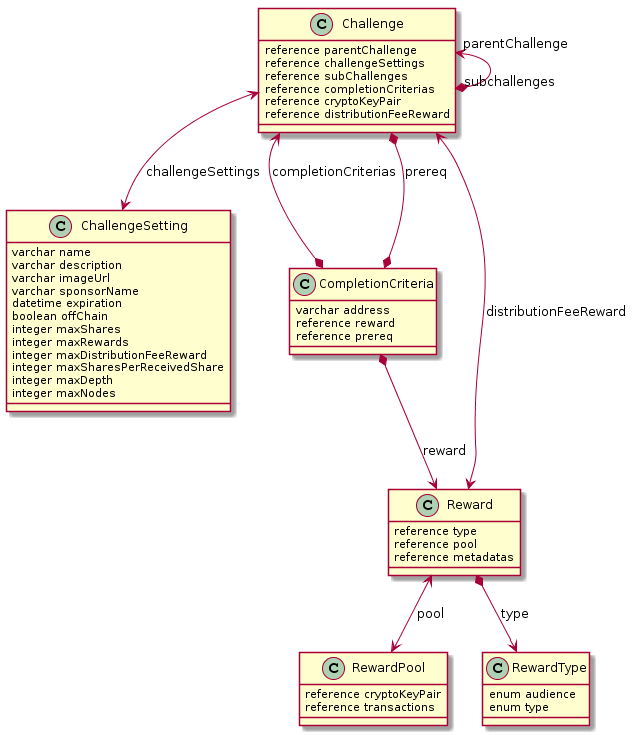 C Challenge
reference parentChallenge
reference challengeSettings
reference subChallenges
reference completionCriterias
reference cryptoKeyPair
reference distributionFeeReward
parentChallenge
subchallenges
challengeSettings
completionCriterias
prereq
C ChallengeSetting
varchar name
varchar description
varchar imageUrl
varchar sponsorName
datetime expiration
boolean offChain
integer maxShares
integer maxRewards
integer maxDistributionFeeReward
integer maxSharesPerReceivedShare
integer maxDepth
integer maxNodes
C CompletionCriteria
varchar address
reference reward
reference prereq
distributionFeeReward
reward
C Reward
reference type
reference pool
reference metadatas
pool
type
C RewardPool
reference cryptoKeyPair
reference transactions
C RewardType
enum audience
enum type